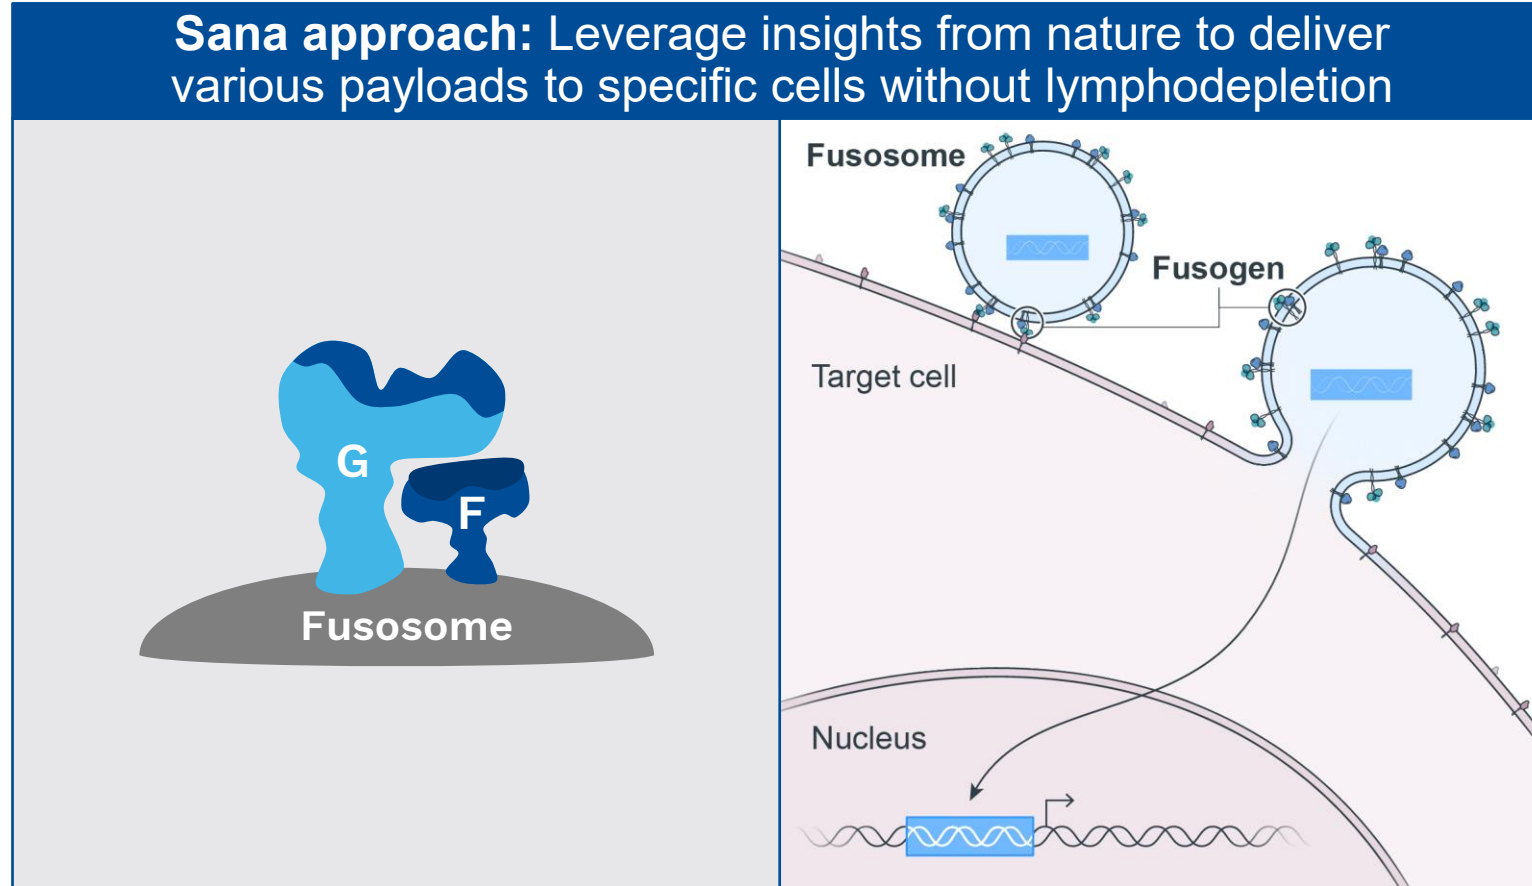 Sana approach: Leverage insights from nature to deliver
various payloads to specific cells without lymphodepletion
G
F
Fusosome
Fusosome
Fusogen
Target cell
Nucleus